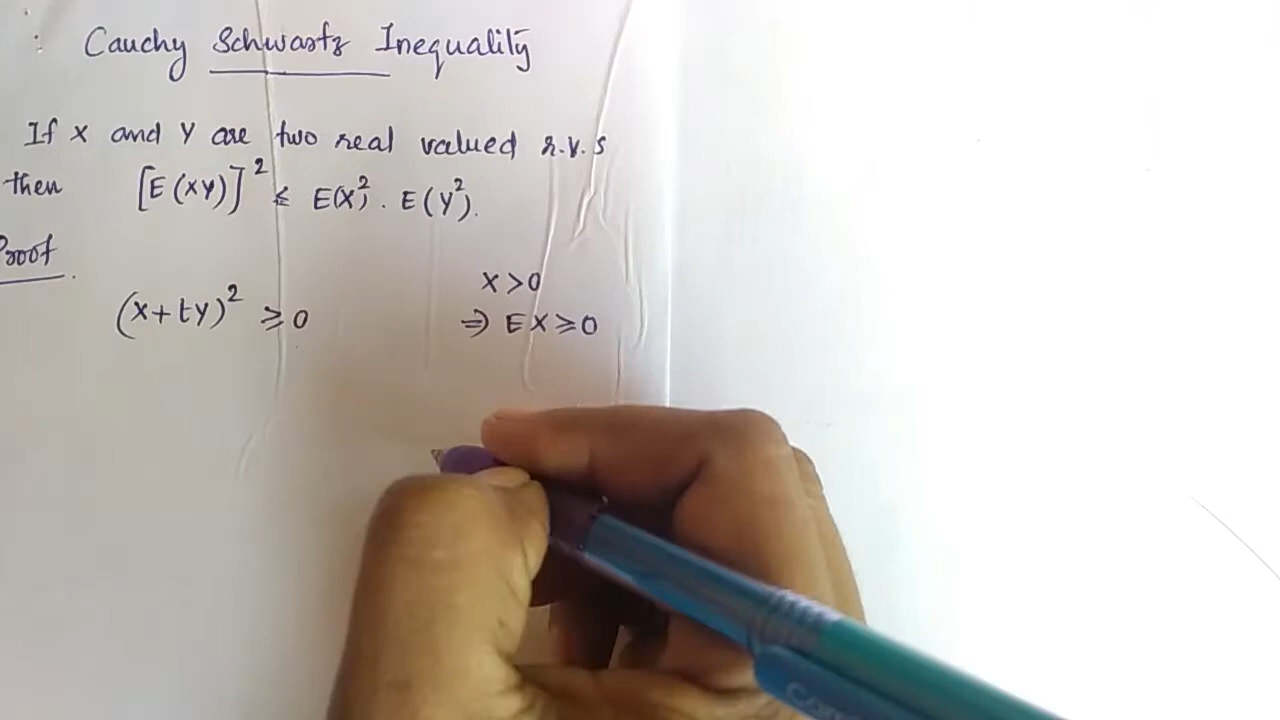 : Cauchy Schwartz Inequality
If X and Y are two real valued r.v.s
then [E(XY)]² ≤ E(X²). E(Y²).
Proof.
(X+tY)² ≥ 0
X > 0
⇒ EX ≥ 0